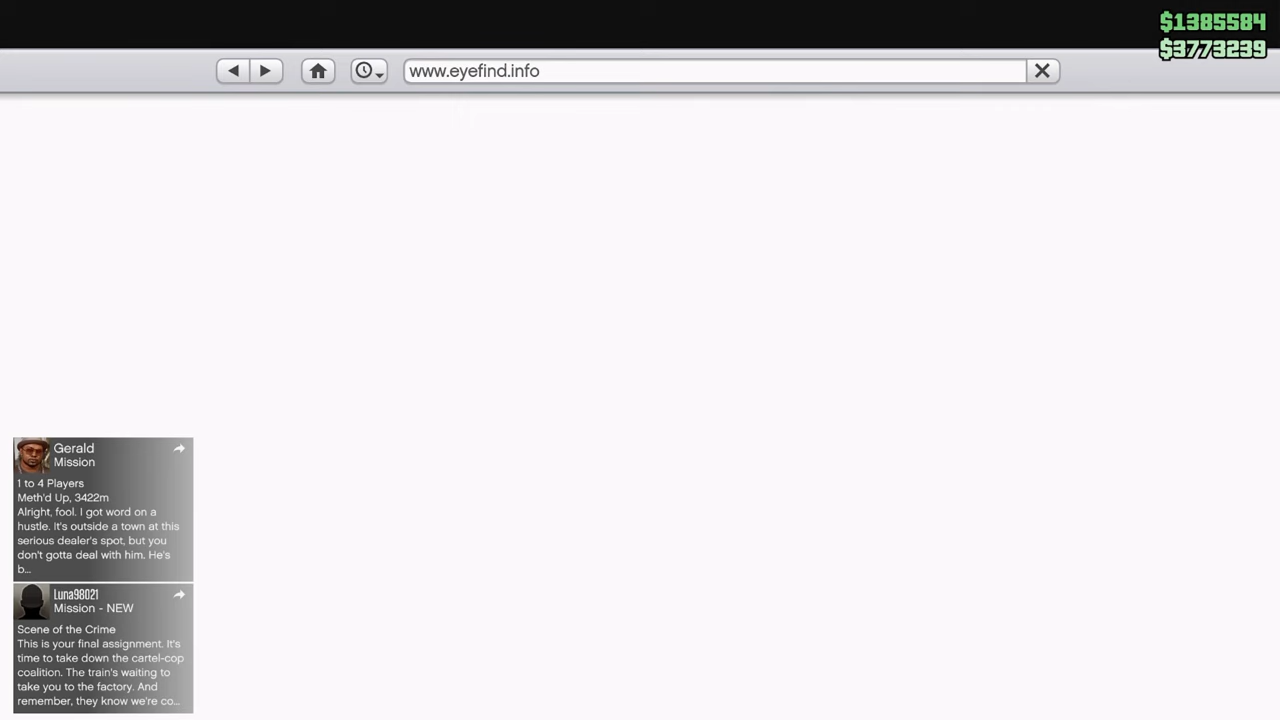 $1385584
$3773239
www.eyefind.info
Gerald
Mission
1 to 4 Players
Meth'd Up, 3422m
Alright, fool. I got word on a
hustle. It's outside a town at this
serious dealer's spot, but you
don't gotta deal with him. He's
b...
Luna98021
Mission - NEW
Scene of the Crime
This is your final assignment. It's
time to take down the cartel-cop
coalition. The train's waiting to
take you to the factory. And
remember, they know we're co...